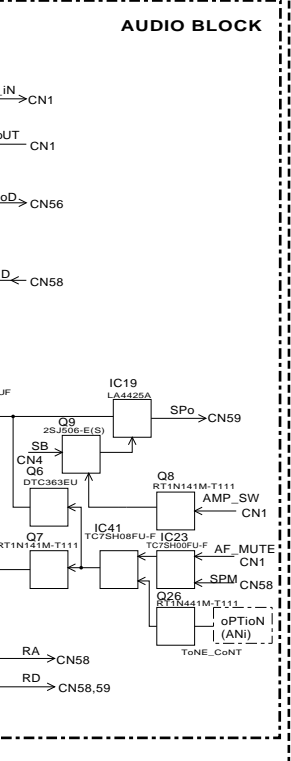 AUDIO BLOCK
iN
CN1
UT
CN1
oD
CN56
D
CN58
UF
IC19
LA4425A
SPo
CN59
Q9
2SJ506-E(S)
SB
CN4
Q6
DTC363EU
Q8
RT1N141M-T111
AMP_SW
CN1
Q7
RT1N141M-T111
IC41
TC7SH08FU-F
IC23
TC7SH00FU-F
AF_MUTE
CN1
SPM
CN58
Q26
RT1N441M-T111
oPTioN
(ANi)
ToNE_CoNT
RA
CN58
RD
CN58,59